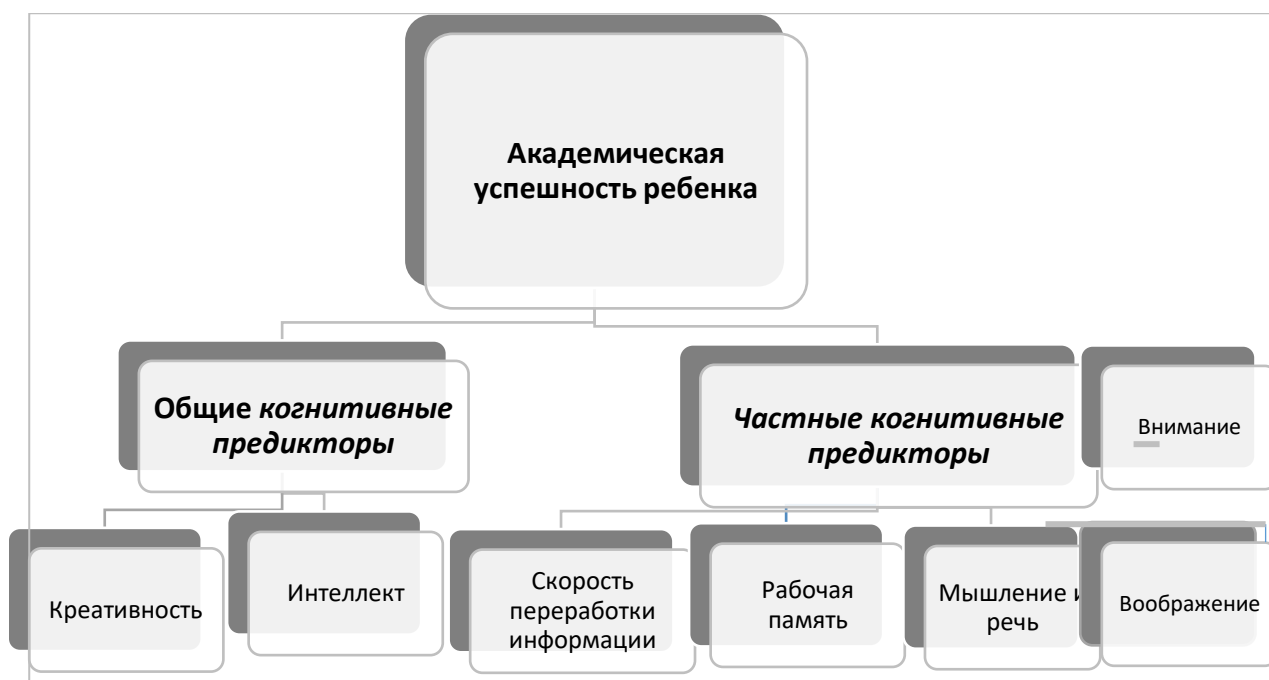 Академическая
успешность ребенка
Общие когнитивные
предикторы
Частные когнитивные
предикторы
Внимание
Креативность
Интеллект
Скорость
переработки
информации
Рабочая
память
Мышление и
речь
Воображение